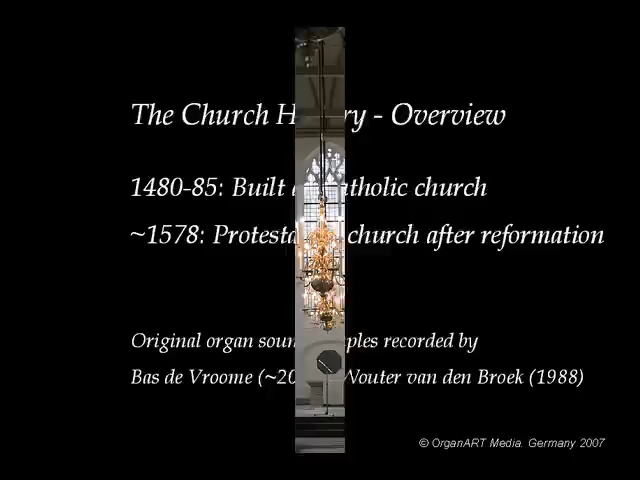 The Church H ry - Overview
1480-85: Built atholic church
~1578: Protesta church after reformation
Original organ soun ples recorded by
Bas de Vroome (~20 Wouter van den Broek (1988)
© OrganART Media. Germany 2007